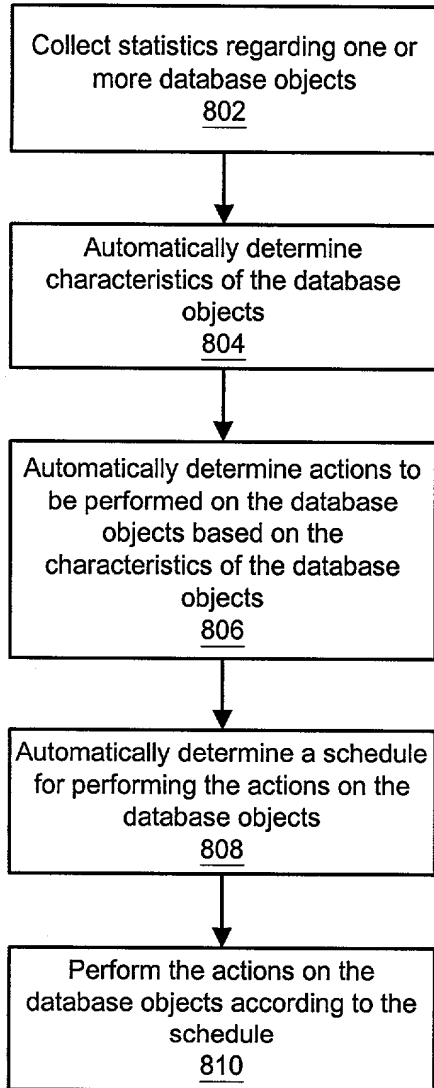 Collect statistics regarding one or
more database objects
802
Automatically determine
characteristics of the database
objects
804
Automatically determine actions to
be performed on the database
objects based on the
characteristics of the database
objects
806
Automatically determine a schedule
for performing the actions on the
database objects
808
Perform the actions on the
database objects according to the
schedule
810